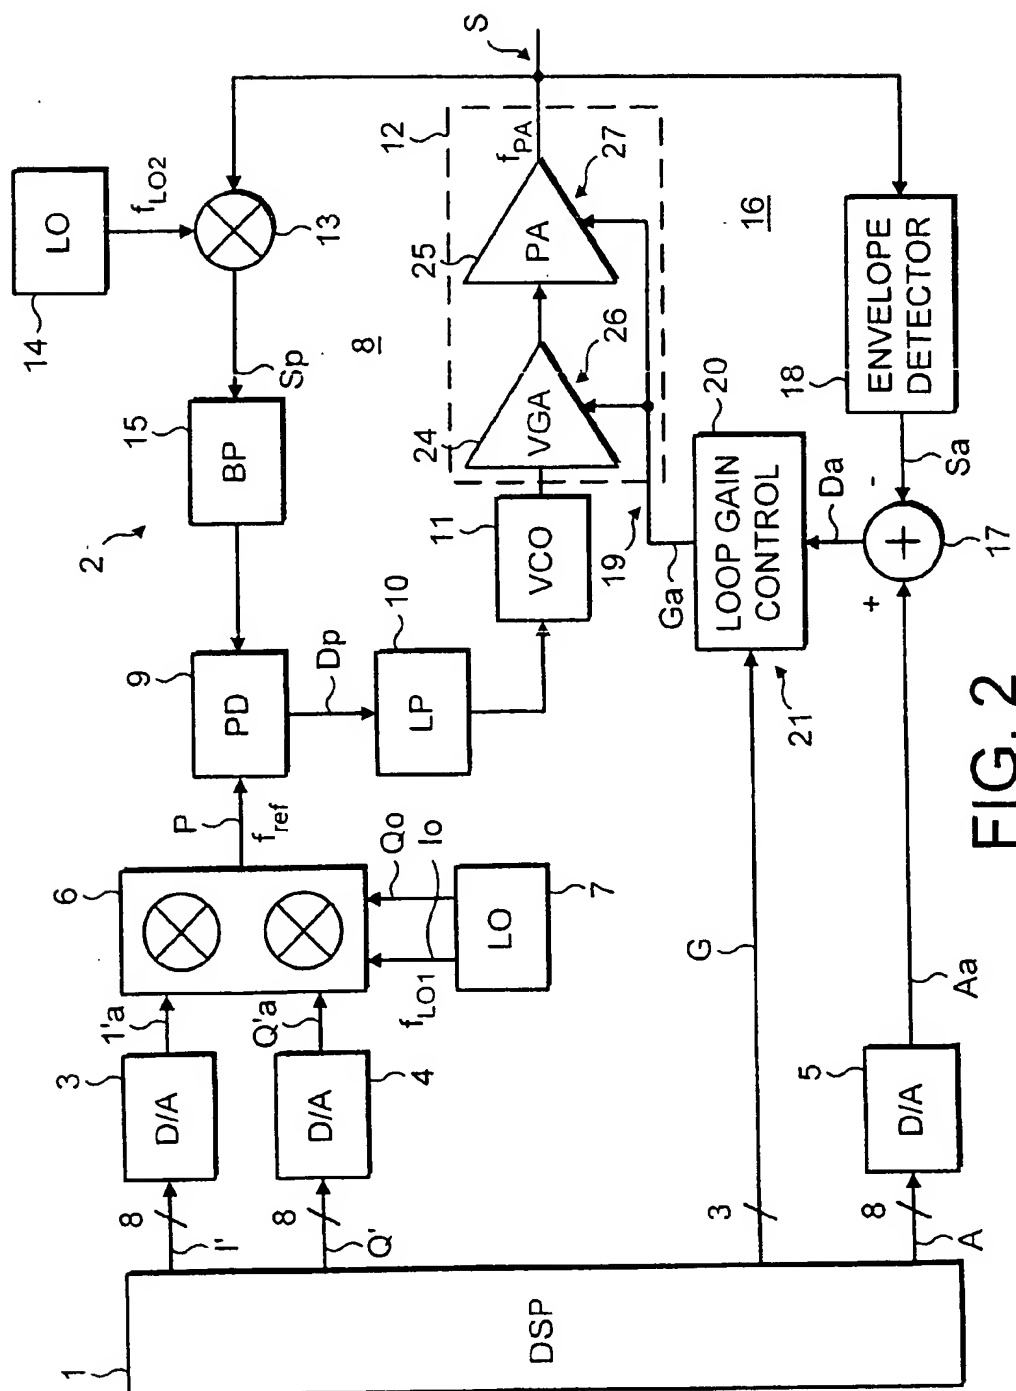 1
DSP
I'
8
Q'
8
3
A
8
3
D/A
D/A
4
5
D/A
1'a
Q'a
Aa
G
6
fLO1
Qo
Io
LO
7
P
fref
9
PD
Dp
10
LP
2
15
BP
Sp
14
LO
fLO2
13
8
11
VCO
24
VGA
26
25
PA
27
12
fPA
S
19
Ga
20
LOOP GAIN
CONTROL
21
Da
+
-
+
17
Sa
18
ENVELOPE
DETECTOR
16
FIG. 2